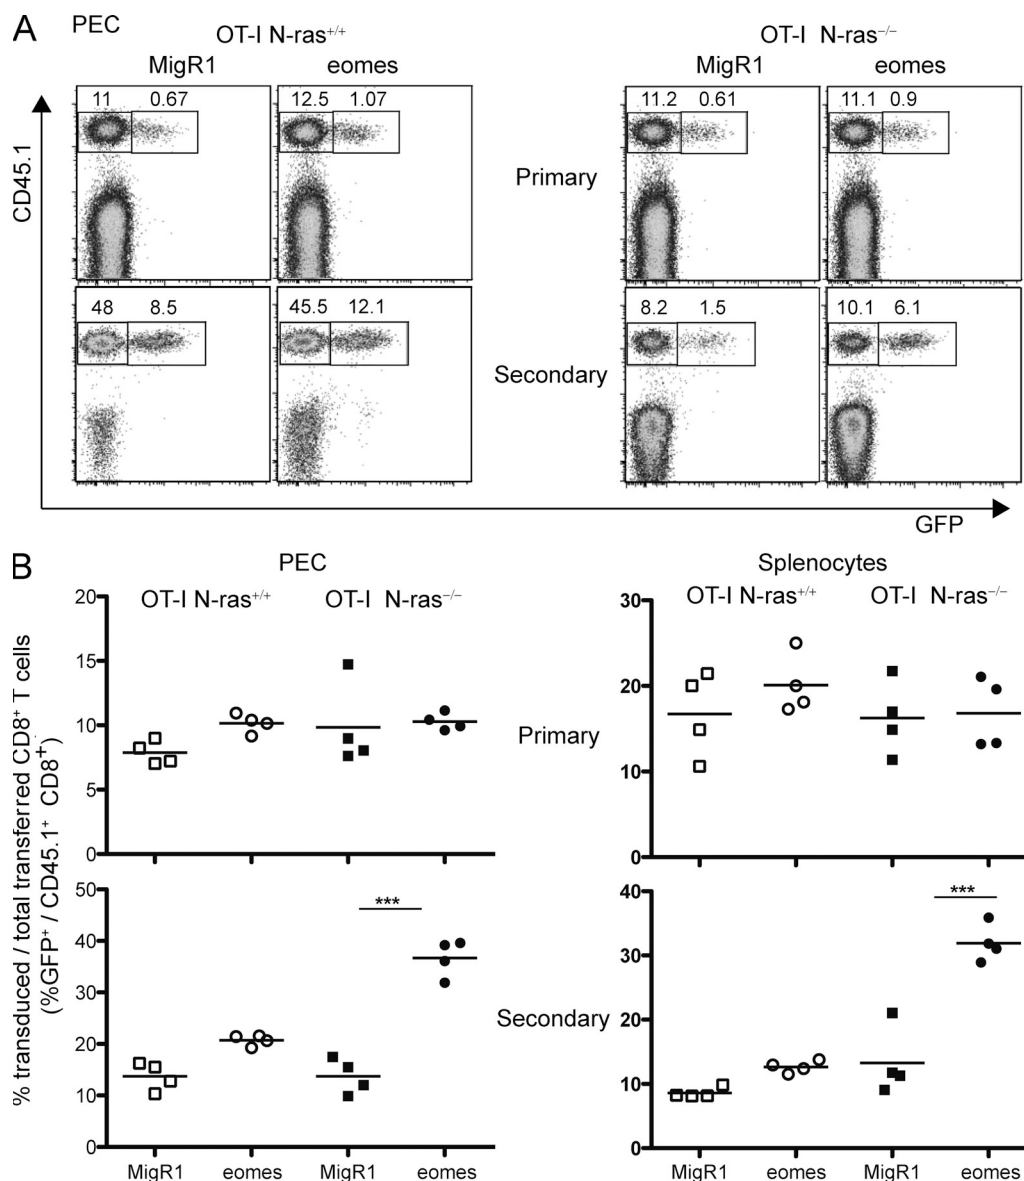 A PEC
OT-I N-ras+/+ OT-I N-ras−/−
MigR1 eomes MigR1 eomes
11 0.67 12.5 1.07 11.2 0.61 11.1 0.9
CD45.1
Primary
48 8.5 45.5 12.1 8.2 1.5 10.1 6.1
Secondary
GFP
B PEC Splenocytes
% transduced / total transferred CD8+ T cells
(%GFP+ / CD45.1+ CD8+)
OT-I N-ras+/+ OT-I N-ras−/− OT-I N-ras+/+ OT-I N-ras−/−
20 30
15
20
10
Primary
10
5
0 0
50 40
*** ***
40
30
30
20
20
Secondary
10
10
0 0
MigR1 eomes MigR1 eomes MigR1 eomes MigR1 eomes